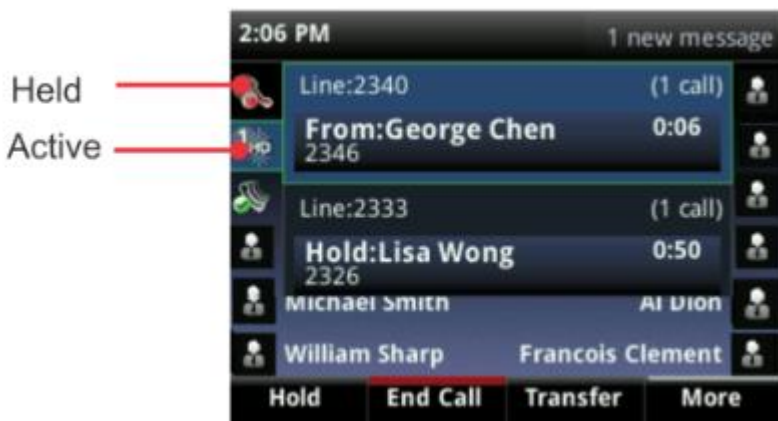 2:06 PM 1 new message
Held
Line:2340 (1 call)
From:George Chen 0:06
2346
Active
1 HD
Line:2333 (1 call)
Hold:Lisa Wong 0:50
2326
Michael Smith Al Dion
William Sharp Francois Clement
Hold End Call Transfer More